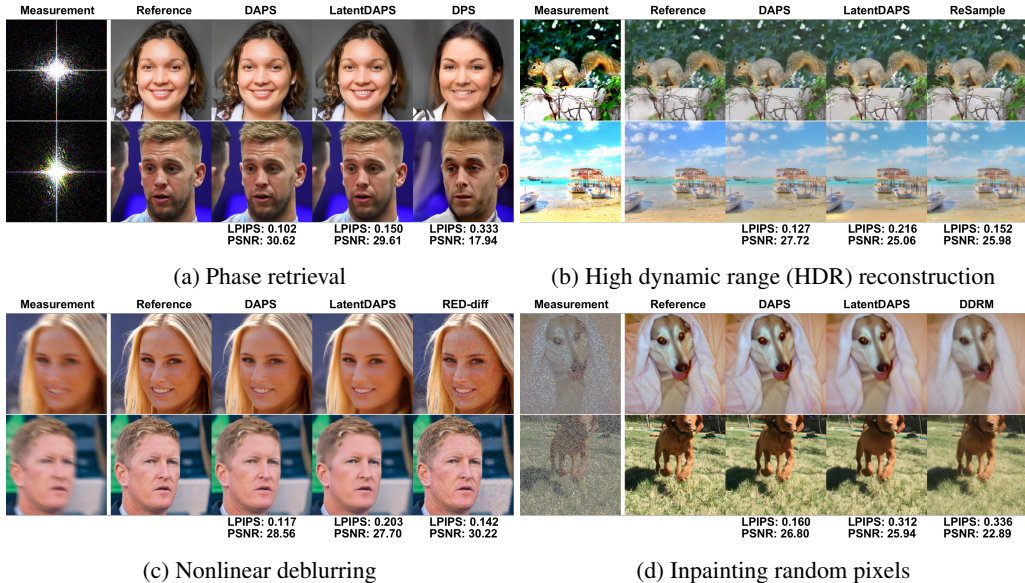 Measurement Reference DAPS LatentDAPS DPS
LPIPS: 0.102 LPIPS: 0.150 LPIPS: 0.333
PSNR: 30.62 PSNR: 29.61 PSNR: 17.94
(a) Phase retrieval
Measurement Reference DAPS LatentDAPS ReSample
LPIPS: 0.127 LPIPS: 0.216 LPIPS: 0.152
PSNR: 27.72 PSNR: 25.06 PSNR: 25.98
(b) High dynamic range (HDR) reconstruction
Measurement Reference DAPS LatentDAPS RED-diff
LPIPS: 0.117 LPIPS: 0.203 LPIPS: 0.142
PSNR: 28.56 PSNR: 27.70 PSNR: 30.22
(c) Nonlinear deblurring
Measurement Reference DAPS LatentDAPS DDRM
LPIPS: 0.160 LPIPS: 0.312 LPIPS: 0.336
PSNR: 26.80 PSNR: 25.94 PSNR: 22.89
(d) Inpainting random pixels